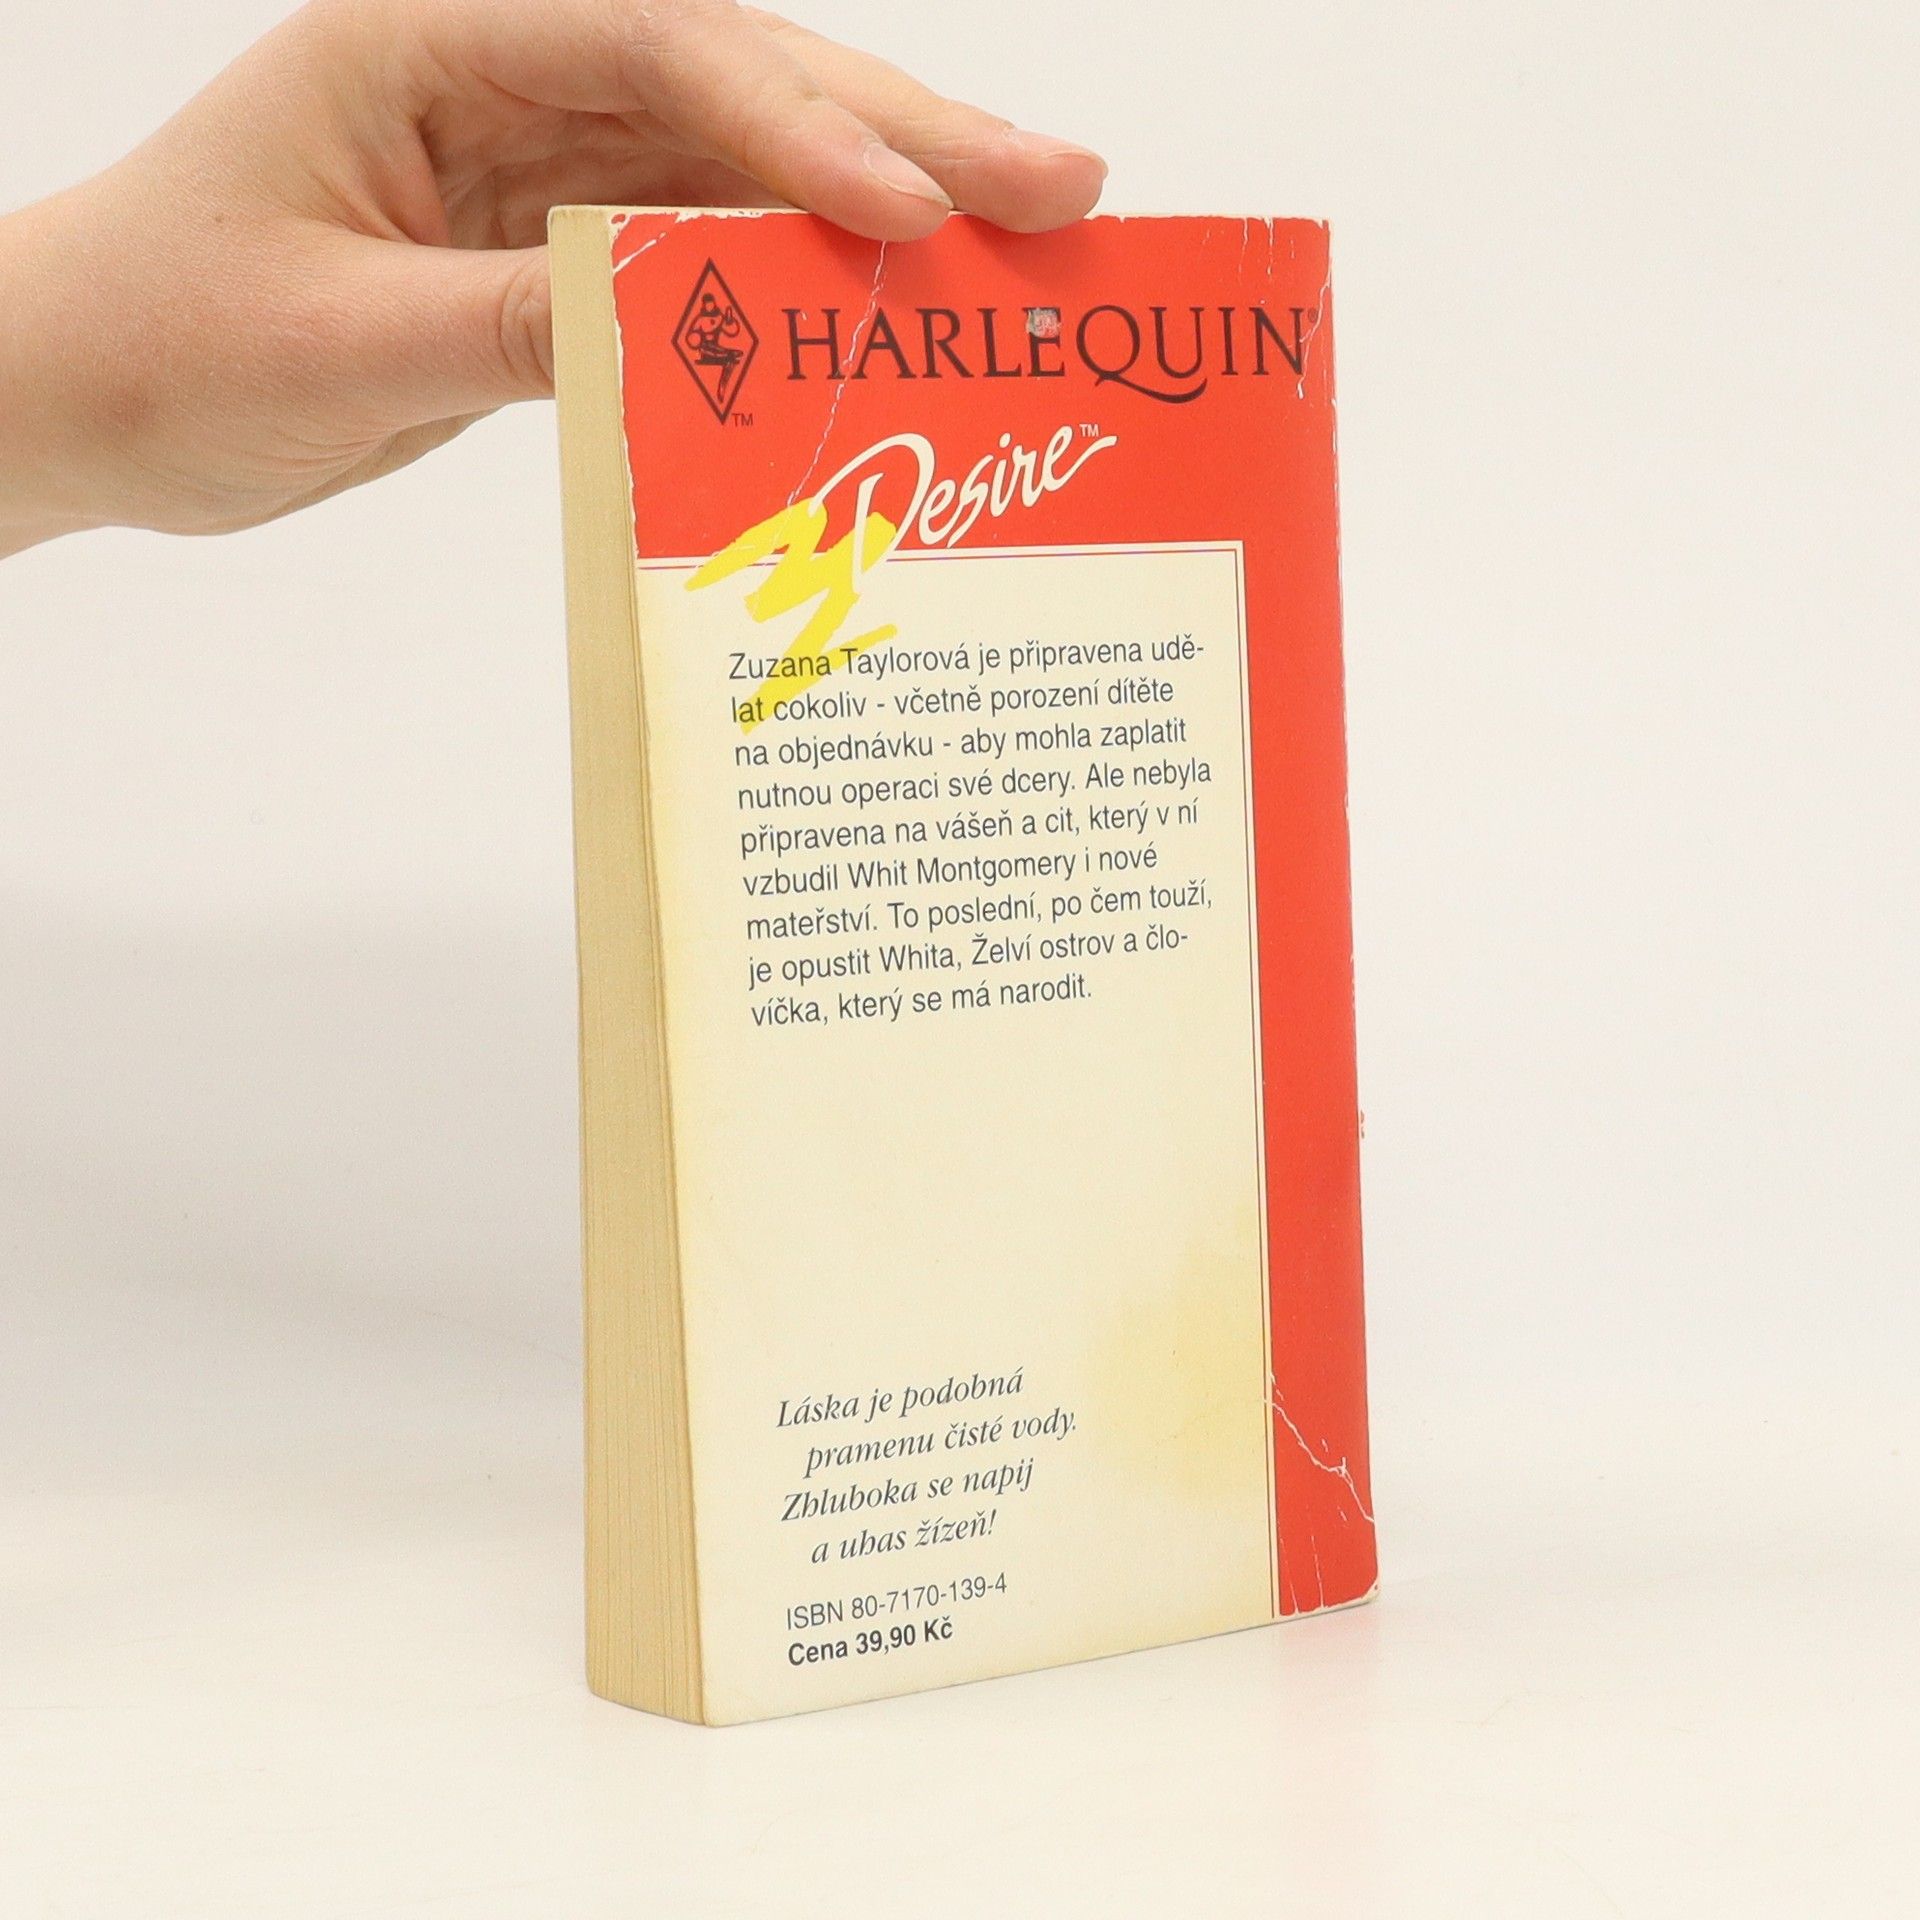 HARLEQUIN®
TM
Desire™
Zuzana Taylorová je připravena udě-
lat cokoliv - včetně porození dítěte
na objednávku - aby mohla zaplatit
nutnou operaci své dcery. Ale nebyla
připravena na vášeň a cit, který v ní
vzbudil Whit Montgomery i nové
mateřství. To poslední, po čem touží,
je opustit Whita, Želví ostrov a člo-
víčka, který se má narodit.
Láska je podobná
pramenu čisté vody.
Zhluboka se napij
a uhas žízeň!
ISBN 80-7170-139-4
Cena 39,90 Kč